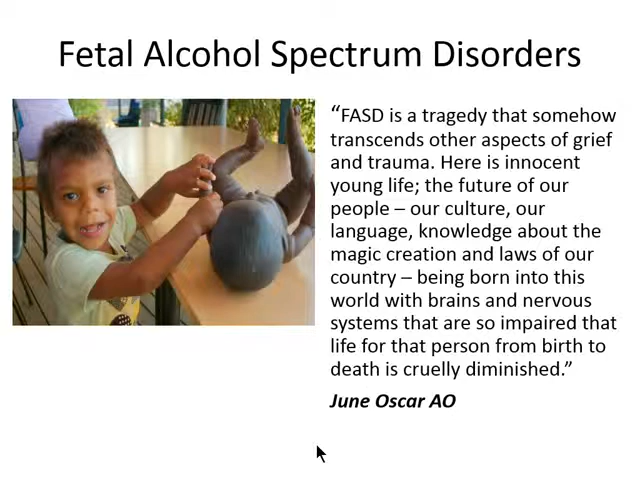 Fetal Alcohol Spectrum Disorders
“FASD is a tragedy that somehow
transcends other aspects of grief
and trauma. Here is innocent
young life; the future of our
people – our culture, our
language, knowledge about the
magic creation and laws of our
country – being born into this
world with brains and nervous
systems that are so impaired that
life for that person from birth to
death is cruelly diminished.”
June Oscar AO